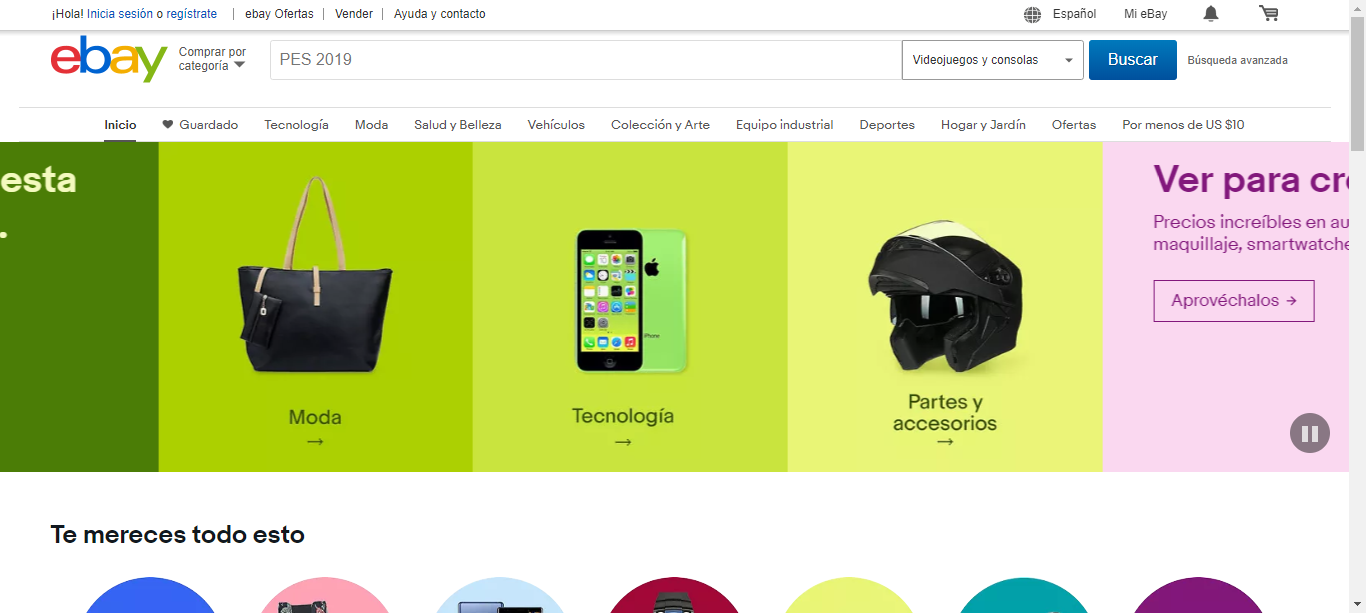 ¡Hola! Inicia sesión o regístrate ebay Ofertas Vender Ayuda y contacto Español Mi eBay
ebay
Comprar por
categoría
PES 2019
Videojuegos y consolas
Buscar
Búsqueda avanzada
Inicio Guardado Tecnología Moda Salud y Belleza Vehículos Colección y Arte Equipo industrial Deportes Hogar y Jardín Ofertas Por menos de US $10
esta
.
Moda
→
iPhone
Tecnología
→
Partes y
accesorios
→
Ver para cr
Precios increíbles en au
maquillaje, smartwatche
Aprovéchalos →
Te mereces todo esto